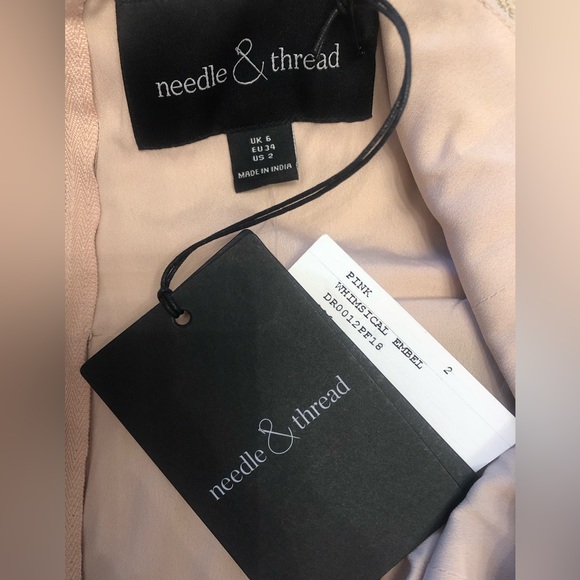 needle & thread
UK 6
EU 34
US 2
MADE IN INDIA
PINK
WHIMSICAL EMBEL 2
DR0012PF18
needle & thread